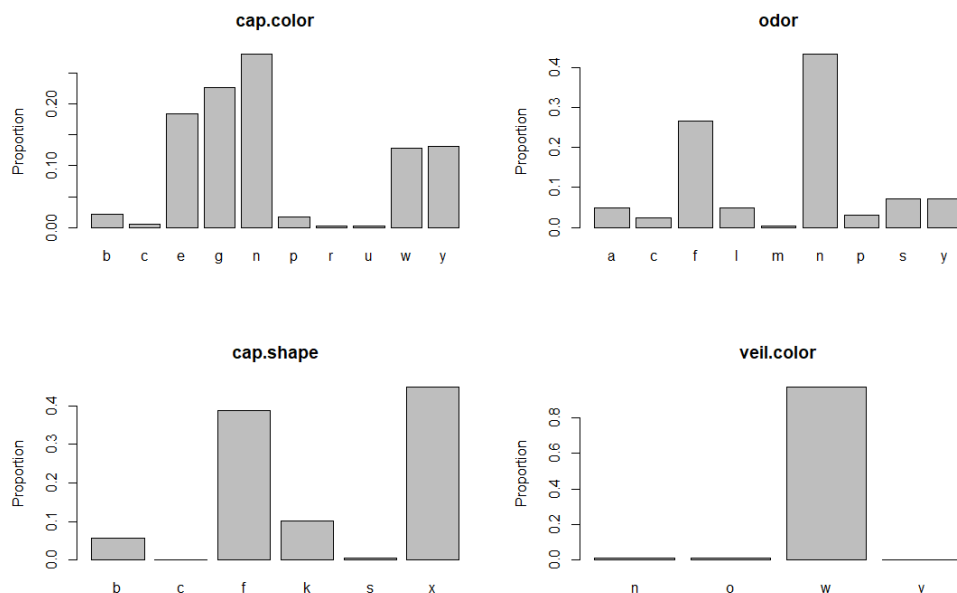 cap.color
Proportion
0.20
0.10
0.00
b c e g n p r u w y
odor
Proportion
0.4
0.3
0.2
0.1
0.0
a c f l m n p s y
cap.shape
Proportion
0.4
0.3
0.2
0.1
0.0
b c f k s x
veil.color
Proportion
0.8
0.6
0.4
0.2
0.0
n o w y